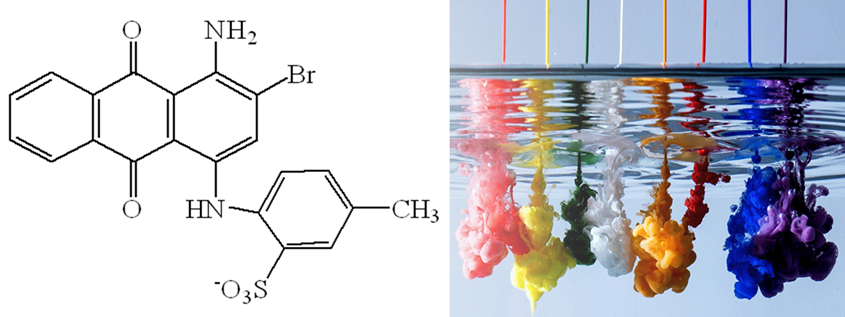 O
NH₂
Br
O
HN
CH₃
⁻O₃S